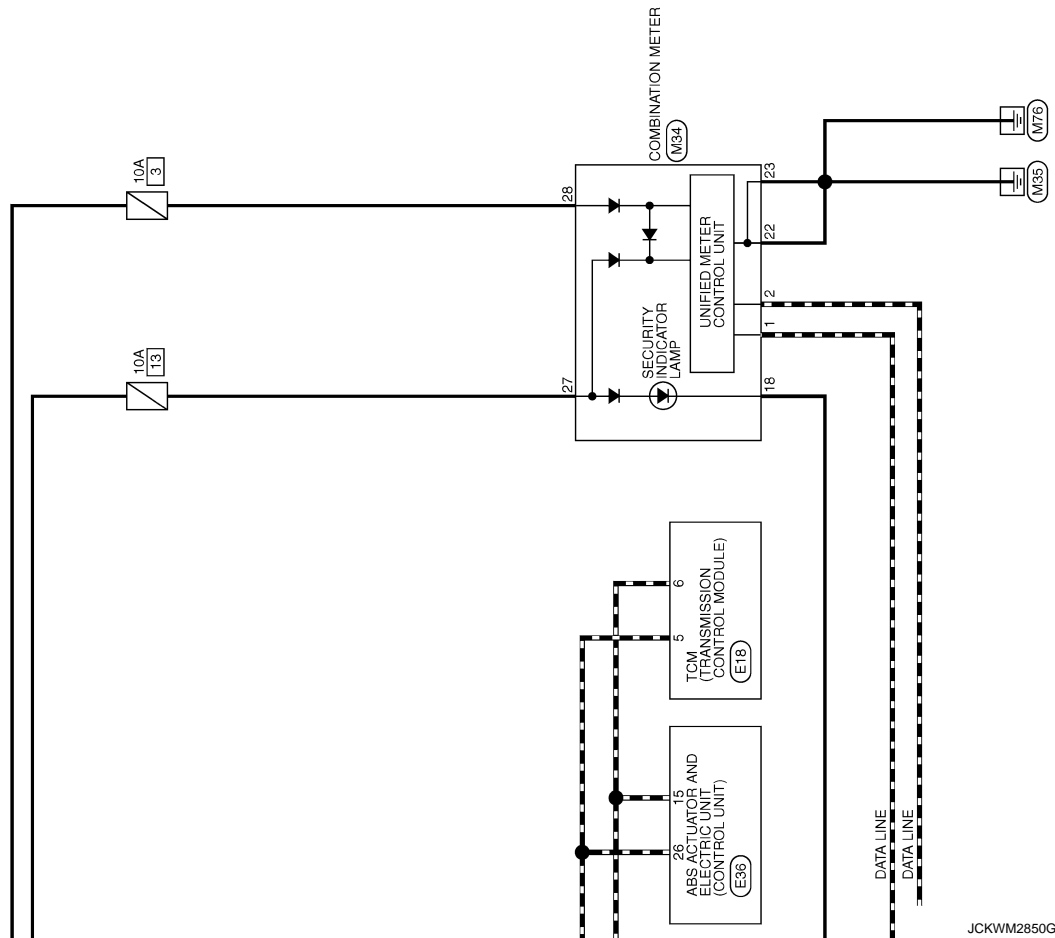 COMBINATION METER
M34
10A
3
28
23
22
M76
M35
UNIFIED METER
CONTROL UNIT
2
1
SECURITY
INDICATOR
LAMP
10A
13
27
18
6
5
TCM
(TRANSMISSION
CONTROL MODULE)
E18
15
26
ABS ACTUATOR AND
ELECTRIC UNIT
(CONTROL UNIT)
E36
DATA LINE
DATA LINE
JCKWM2850G